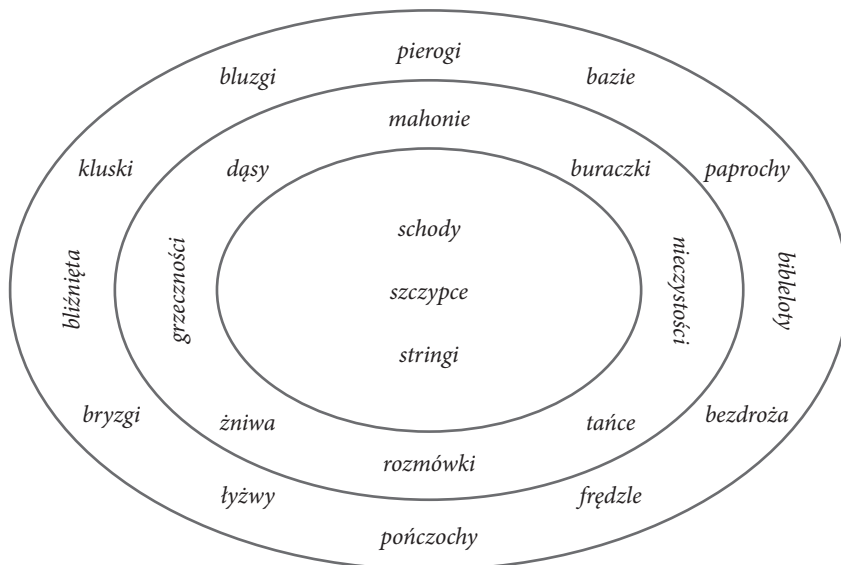 pierogi
bluzgi
bazie
mahonie
kluski
dąsy
buraczki
paprochy
schody
bliźnięta
grzeczności
szczypce
nieczystości
bibeloty
stringi
bryzgi
żniwa
tańce
bezdroża
rozmówki
łyżwy
frędzle
pończochy